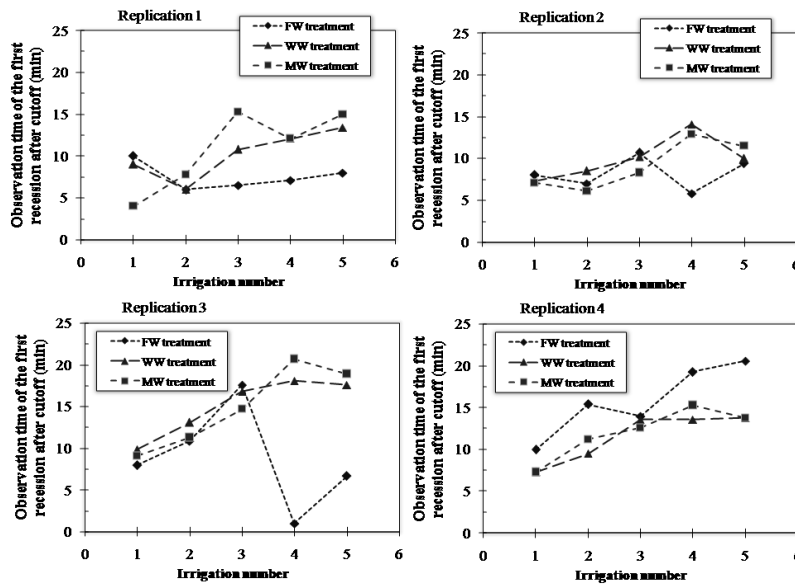 Replication 1
FW treatment
WW treatment
MW treatment
Observation time of the first
recession after cutoff (min)
25
20
15
10
5
0
0 1 2 3 4 5 6
Irrigation number
Replication 2
FW treatment
WW treatment
MW treatment
Observation time of the first
recession after cutoff (min)
25
20
15
10
5
0
0 1 2 3 4 5 6
Irrigation number
Replication 3
FW treatment
WW treatment
MW treatment
Observation time of the first
recession after cutoff (min)
25
20
15
10
5
0
0 1 2 3 4 5 6
Irrigation number
Replication 4
FW treatment
WW treatment
MW treatment
Observation time of the first
recession after cutoff (min)
25
20
15
10
5
0
0 1 2 3 4 5 6
Irrigation number